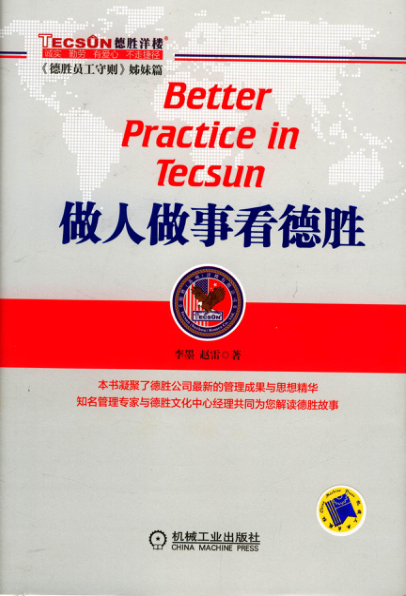 TECSUN德胜洋楼®
诚实 勤劳 有爱心 不走捷径
《德胜员工守则》姊妹篇
Better
Practice in
Tecsun
做人做事看德胜
TECSUN
李墨 赵雷◎著
本书凝聚了德胜公司最新的管理成果与思想精华
知名管理专家与德胜文化中心经理共同为您解读德胜故事
机械工业出版社
CHINA MACHINE PRESS